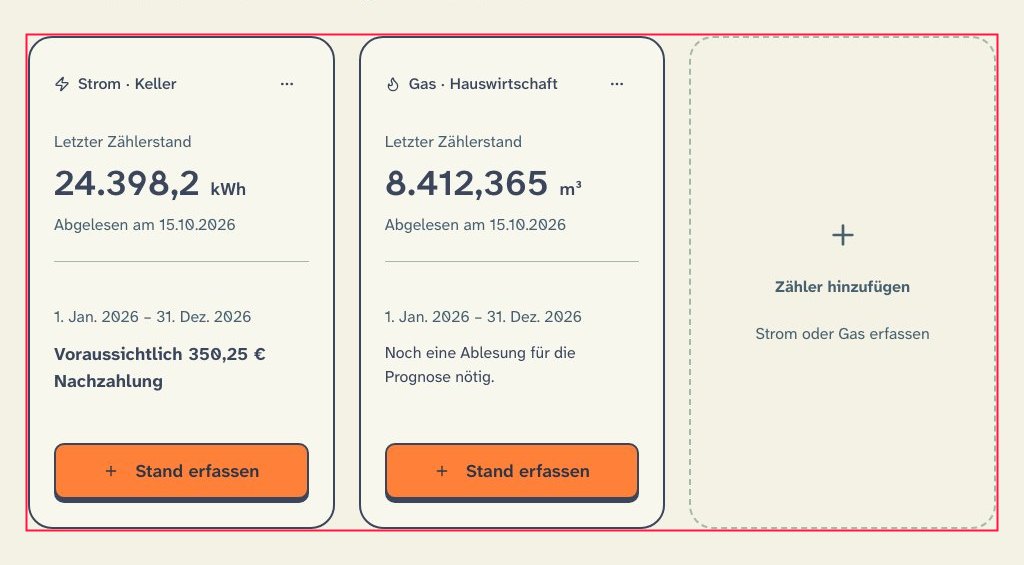 Strom · Keller
Letzter Zählerstand
24.398,2 kWh
Abgelesen am 15.10.2026
1. Jan. 2026 – 31. Dez. 2026
Voraussichtlich 350,25 €
Nachzahlung
+ Stand erfassen
Gas · Hauswirtschaft
Letzter Zählerstand
8.412,365 m³
Abgelesen am 15.10.2026
1. Jan. 2026 – 31. Dez. 2026
Noch eine Ablesung für die
Prognose nötig.
+ Stand erfassen
+
Zähler hinzufügen
Strom oder Gas erfassen